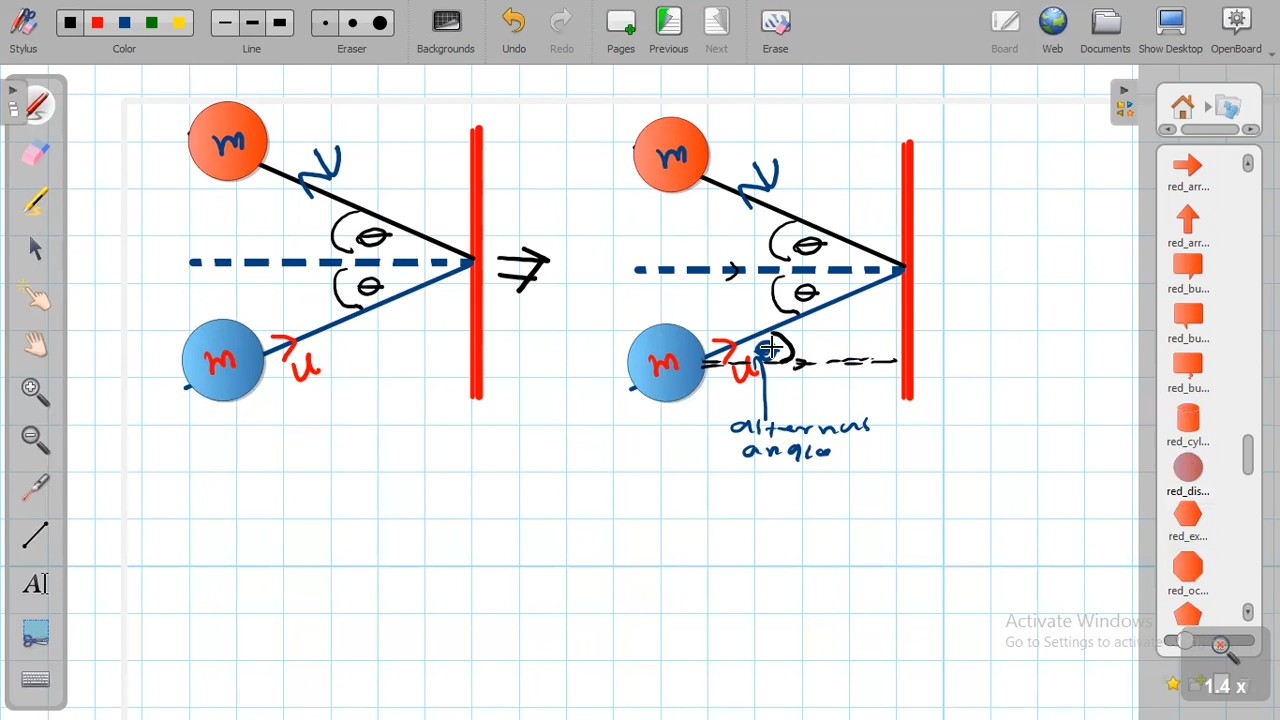 Stylus
Color
Line
Eraser
Backgrounds
Undo
Redo
Pages
Previous
Next
Erase
Board
Web
Documents
Show Desktop
OpenBoard
m
m
θ
θ
θ
θ
m
u
m
u
alternas
angle
red_arr...
red_arr...
red_bu...
red_bu...
red_bu...
red_cyl...
red_dis...
red_ex...
red_oc...
A
Activate Windows
Go to Settings to activate
1.4 x